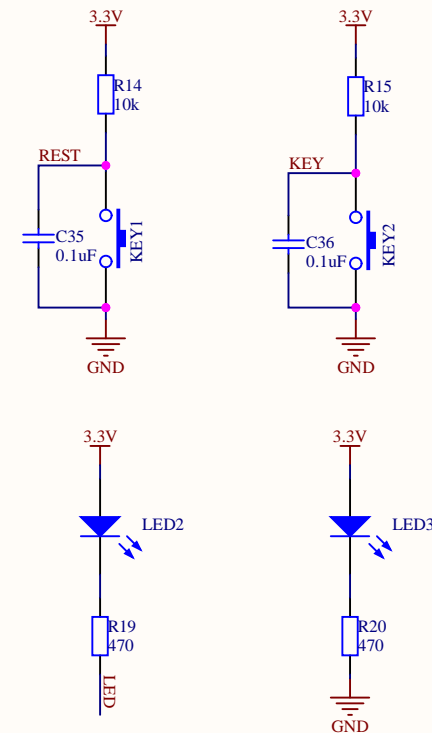 3.3V
3.3V
R14
10k
R15
10k
REST
KEY
C35
0.1uF
KEY1
C36
0.1uF
KEY2
GND
GND
3.3V
3.3V
LED2
LED3
R19
470
R20
470
LED
GND